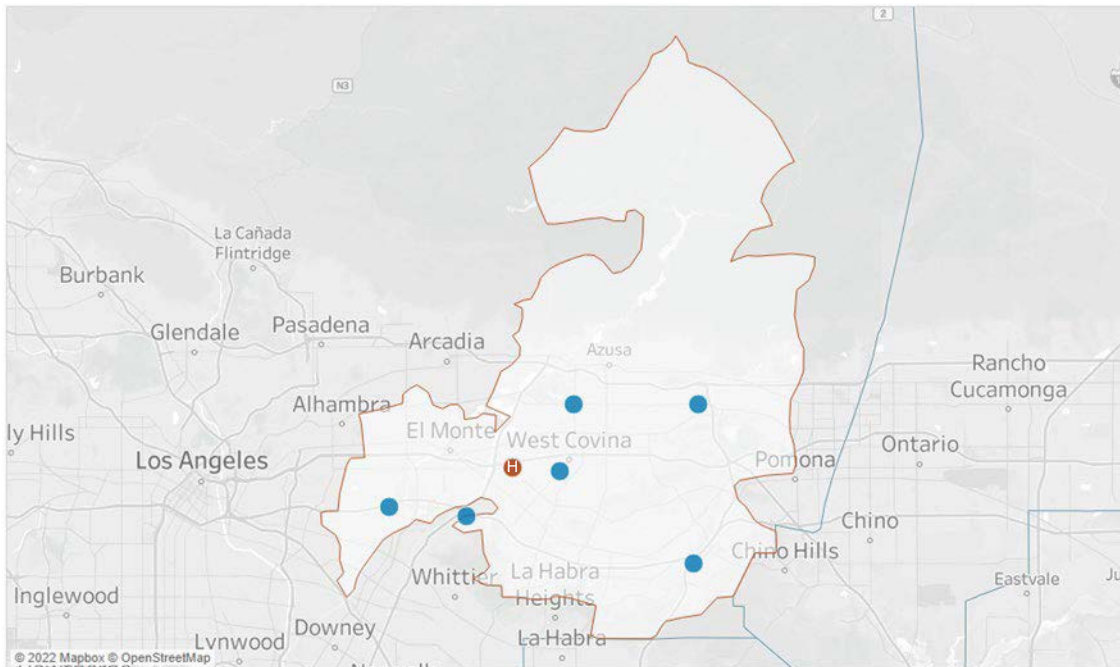 2
N3
La Cañada
Flintridge
Burbank
Glendale
Pasadena
Arcadia
Azusa
Rancho
Cucamonga
Alhambra
El Monte
West Covina
ly Hills
Los Angeles
H
Pomona
Ontario
Chino
Chino Hills
Whittier
La Habra
Heights
Eastvale
Ju
Inglewood
La Habra
Lynwood
Downey
© 2022 Mapbox © OpenStreetMap